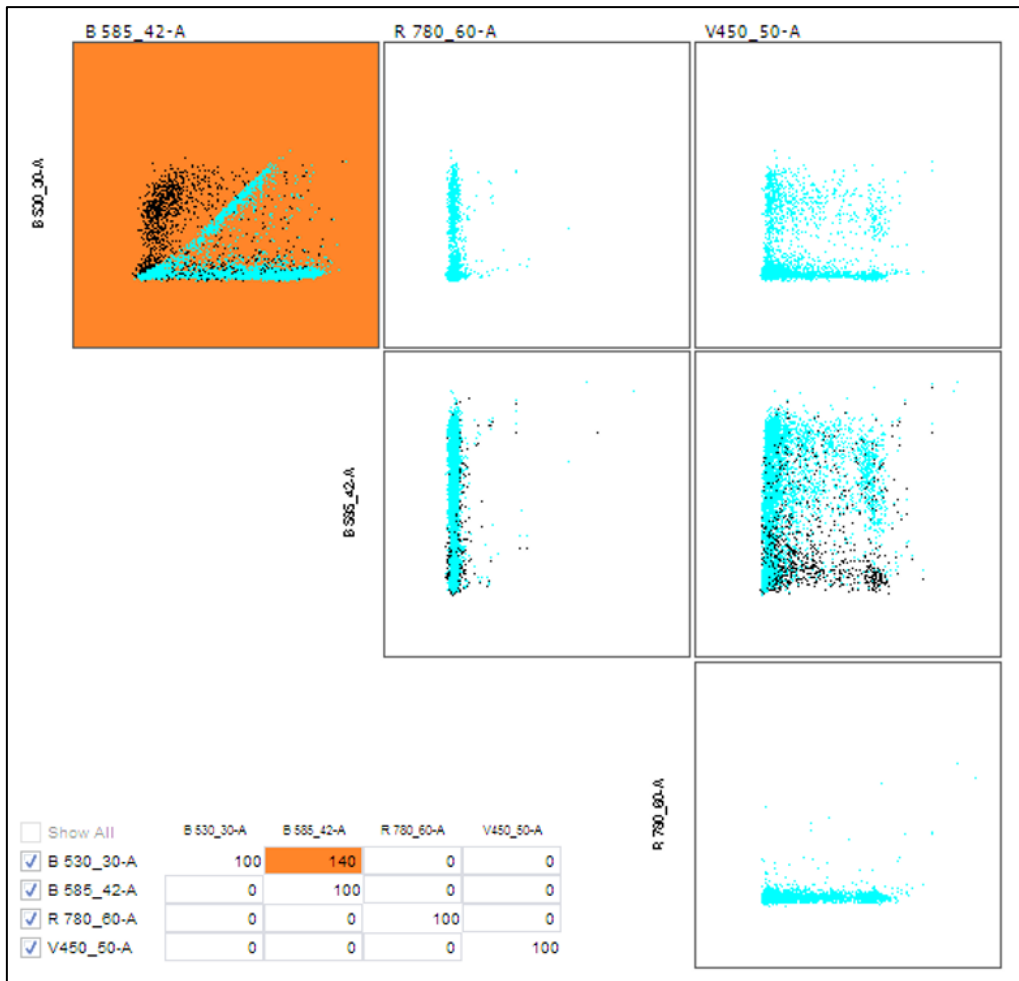 B 585_42-A R 780_60-A V450_50-A
B 530_30-A
B 585_42-A
R 780_60-A
Show All B 530_30-A B 585_42-A R 780_60-A V450_50-A
B 530_30-A 100 140 0 0
B 585_42-A 0 100 0 0
R 780_60-A 0 0 100 0
V450_50-A 0 0 0 100